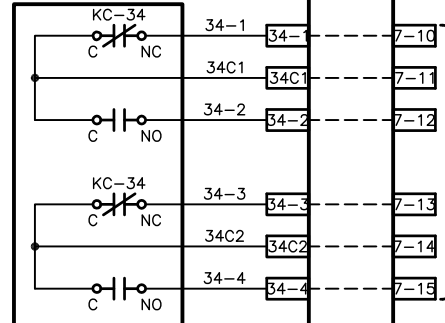 KC-34 34-1 34-1 7-10
C NC
34C1 34C1 7-11
34-2 34-2 7-12
C NO
KC-34 34-3 34-3 7-13
C NC
34C2 34C2 7-14
34-4 34-4 7-15
C NO